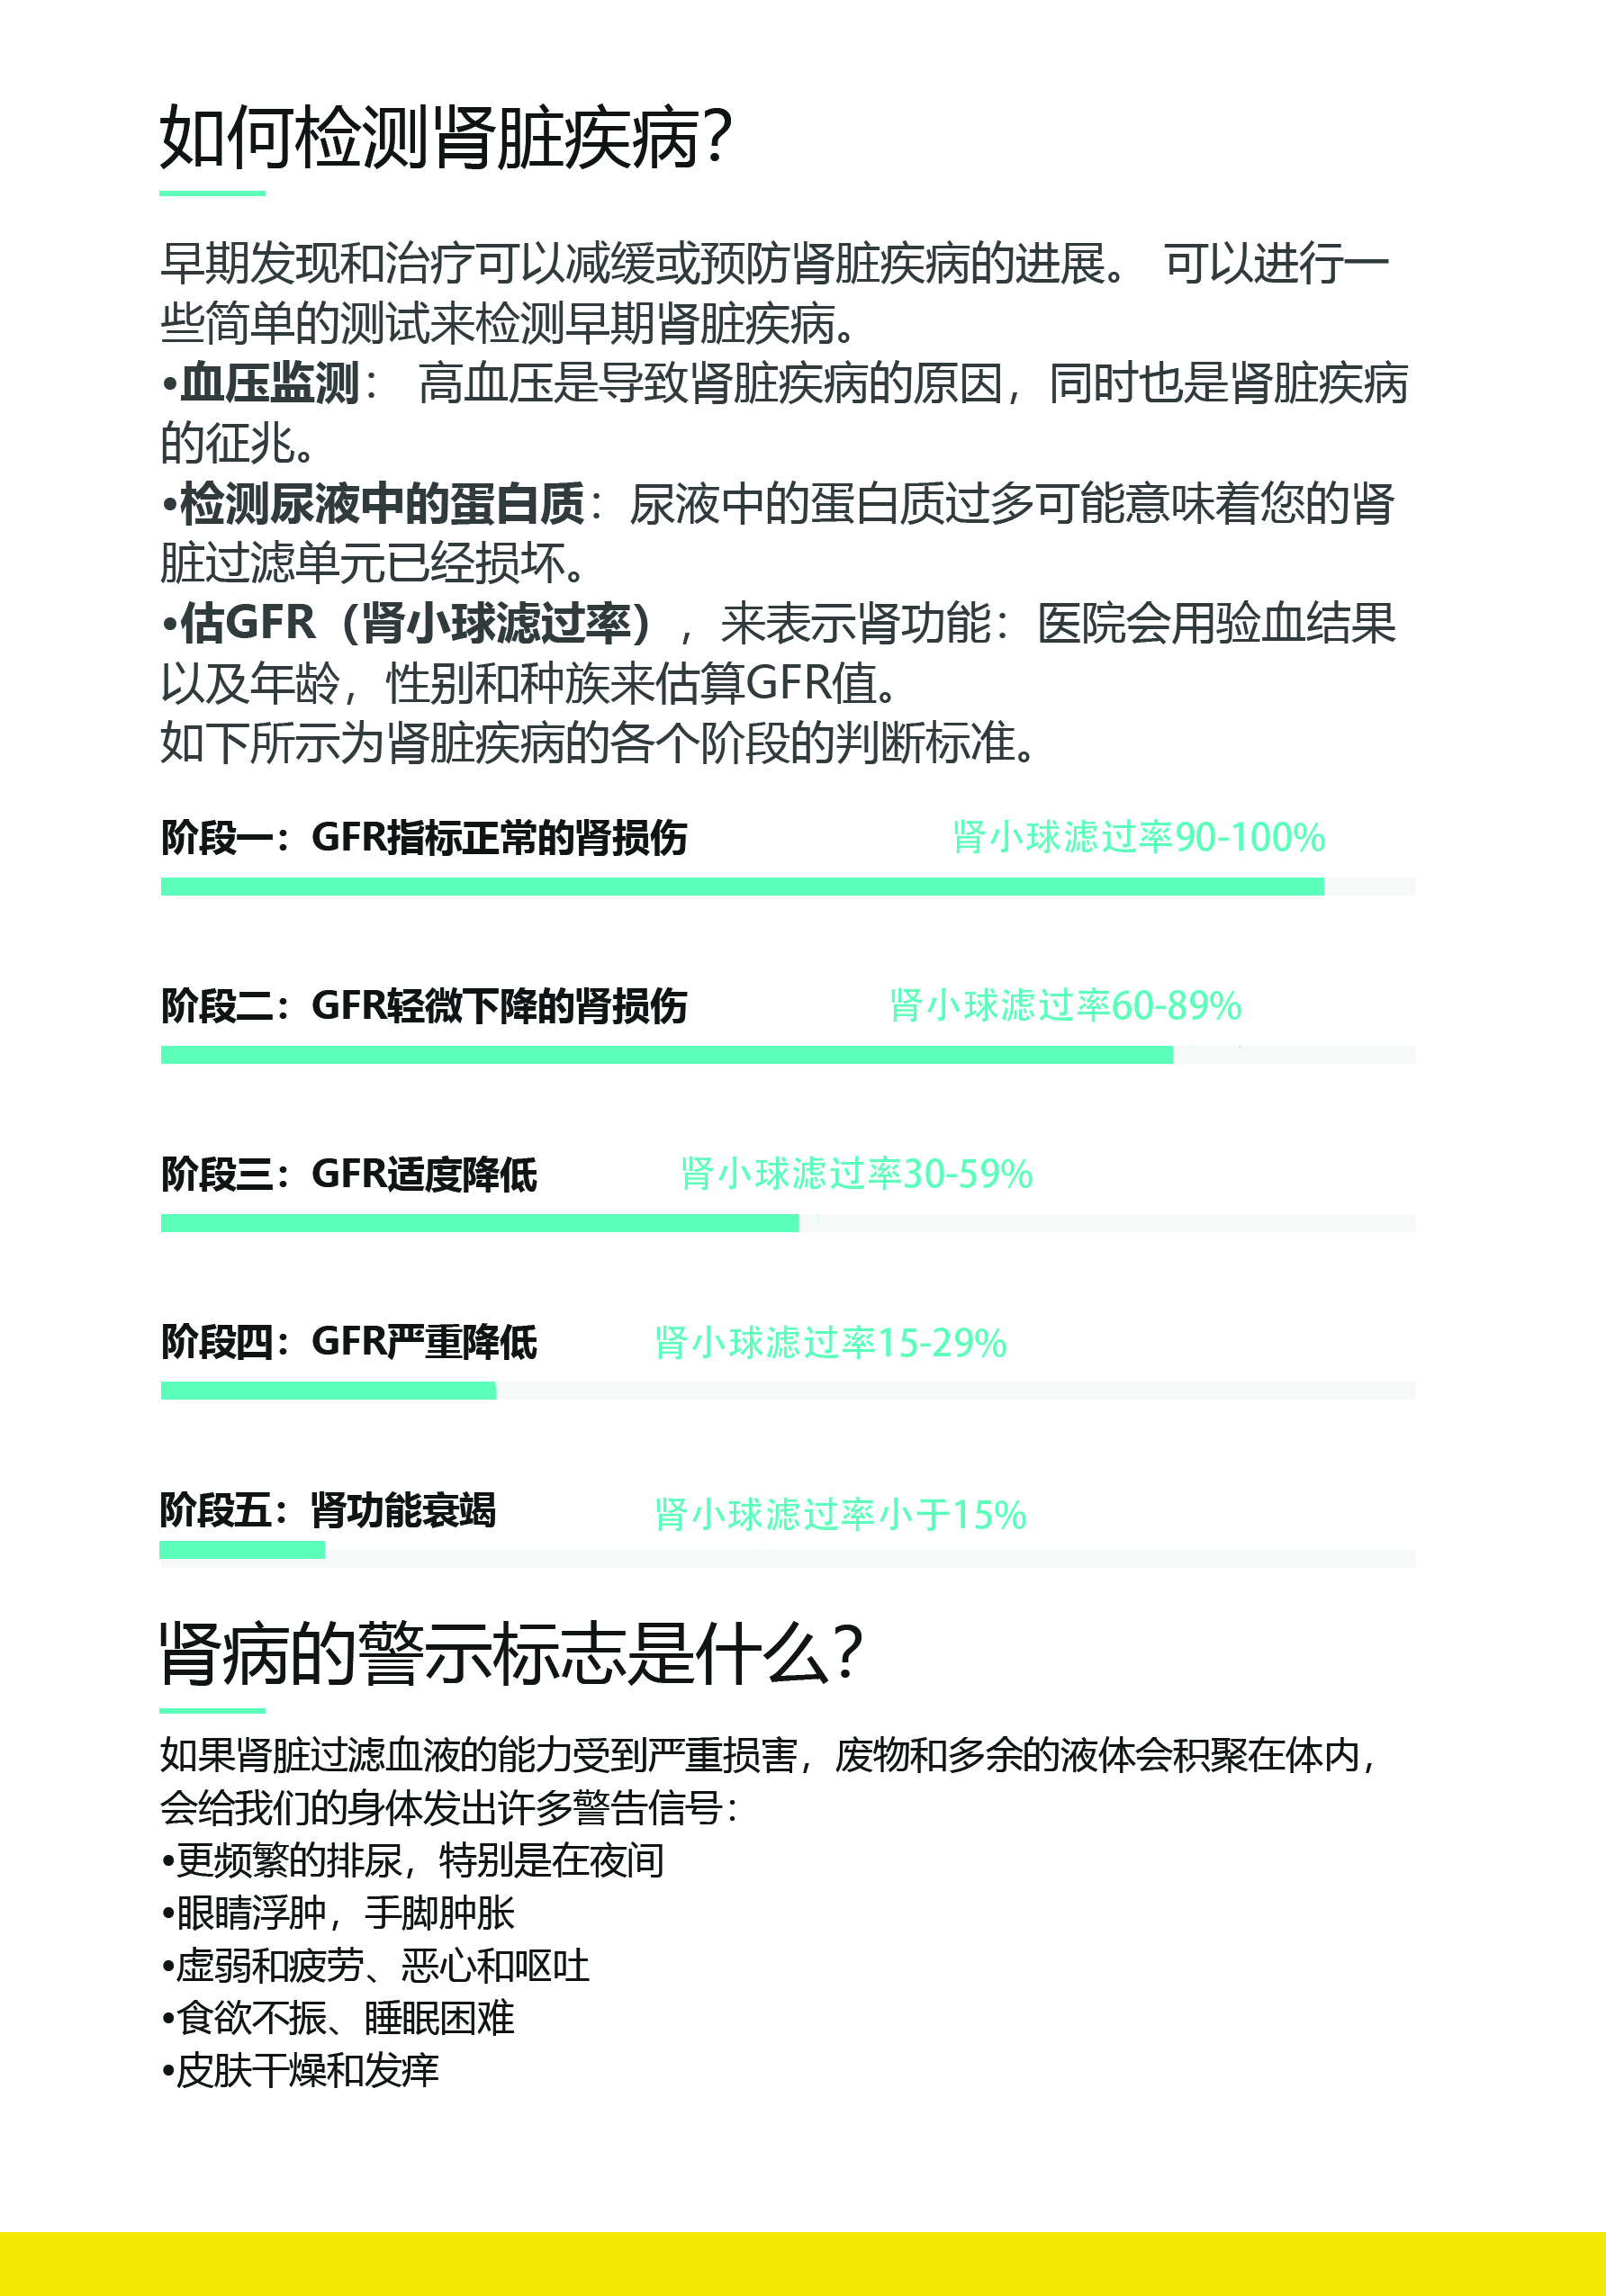 如何检测肾脏疾病?
早期发现和治疗可以减缓或预防肾脏疾病的进展。 可以进行一
些简单的测试来检测早期肾脏疾病。
•血压监测： 高血压是导致肾脏疾病的原因，同时也是肾脏疾病
的征兆。
•检测尿液中的蛋白质：尿液中的蛋白质过多可能意味着您的肾
脏过滤单元已经损坏。
•估GFR（肾小球滤过率），来表示肾功能：医院会用验血结果
以及年龄，性别和种族来估算GFR值。
如下所示为肾脏疾病的各个阶段的判断标准。
阶段一：GFR指标正常的肾损伤 肾小球滤过率90-100%
阶段二：GFR轻微下降的肾损伤 肾小球滤过率60-89%
阶段三：GFR适度降低 肾小球滤过率30-59%
阶段四：GFR严重降低 肾小球滤过率15-29%
阶段五：肾功能衰竭 肾小球滤过率小于15%
肾病的警示标志是什么?
如果肾脏过滤血液的能力受到严重损害，废物和多余的液体会积聚在体内，
会给我们的身体发出许多警告信号：
•更频繁的排尿，特别是在夜间
•眼睛浮肿，手脚肿胀
•虚弱和疲劳、恶心和呕吐
•食欲不振、睡眠困难
•皮肤干燥和发痒